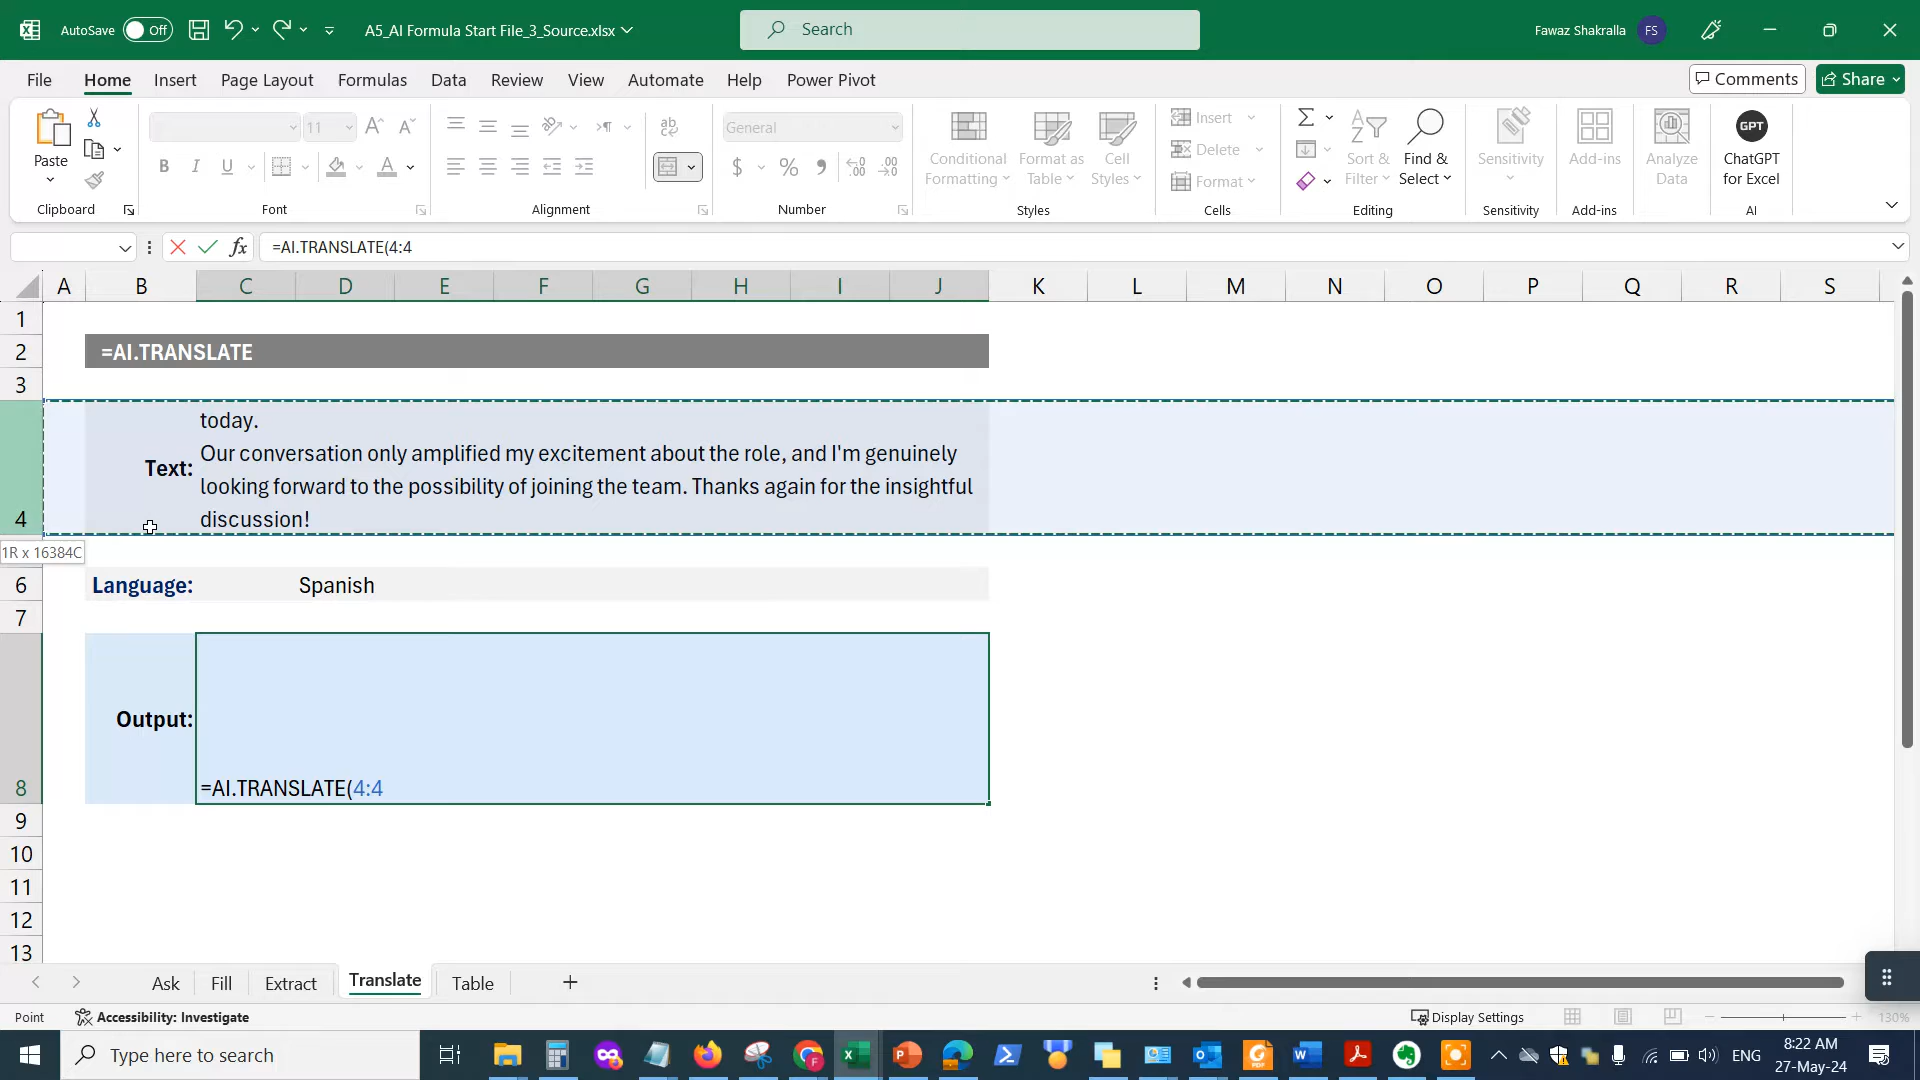 AutoSave Off A5_AI Formula Start File_3_Source.xlsx Search Fawaz Shakralla FS
File Home Insert Page Layout Formulas Data Review View Automate Help Power Pivot Comments Share
Paste
Clipboard
11
B I U A
Font
ab
Alignment
General
$ % ,
Number
Conditional Formatting
Format as Table
Cell Styles
Styles
Insert
Delete
Format
Cells
Sort & Filter
Find & Select
Editing
Sensitivity
Sensitivity
Add-ins
Add-ins
Analyze Data
GPT
ChatGPT for Excel
AI
fx =AI.TRANSLATE(4:4
A B C D E F G H I J K L M N O P Q R S
1
2 =AI.TRANSLATE
3
today.
Our conversation only amplified my excitement about the role, and I'm genuinely
Text:
looking forward to the possibility of joining the team. Thanks again for the insightful
4 discussion!
1R x 16384C
6 Language: Spanish
7
Output:
8 =AI.TRANSLATE(4:4
9
10
11
12
13
Ask Fill Extract Translate Table
Point Accessibility: Investigate Display Settings 130%
Type here to search ENG 8:22 AM
27-May-24